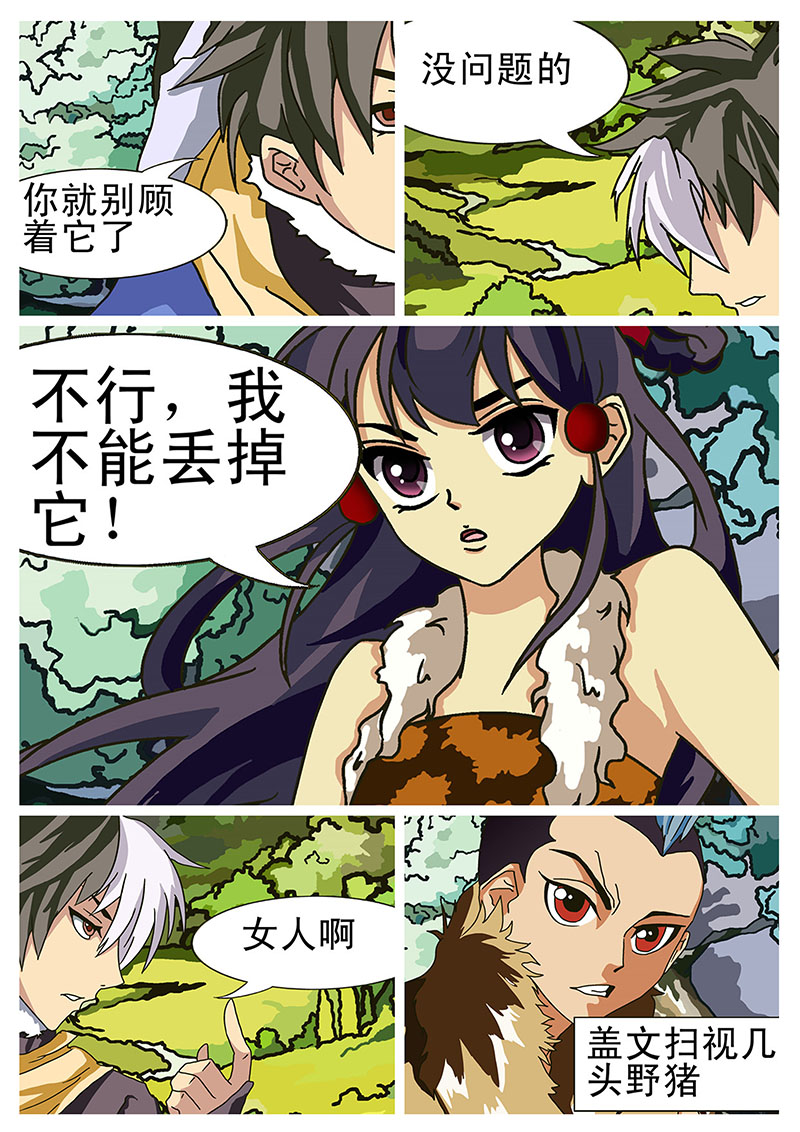 你就别顾
着它了
没问题的
不行，我
不能丢掉
它！
女人啊
盖文扫视几
头野猪